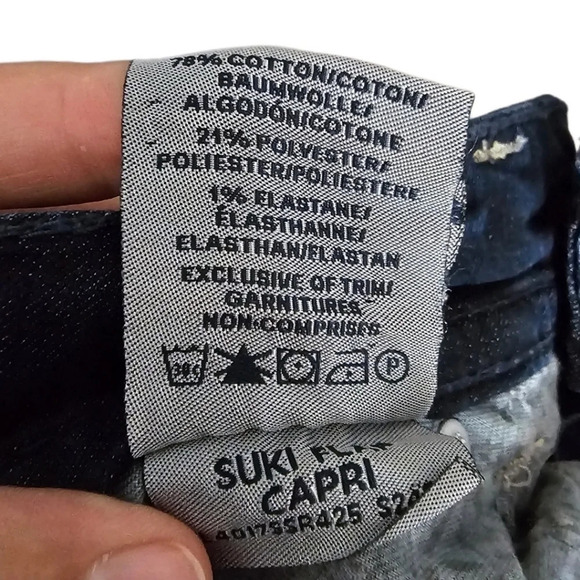 78% COTTON/COTON/
BAUMWOLLE/
ALGODÓN/COTONE
21% POLYESTER/
POLIESTER/POLIESTERE
1% ELASTANE/
ÉLASTHANNE/
ELASTHAN/ELASTAN
EXCLUSIVE OF TRIM/
GARNITURES
NON-COMPRISES
30°
P
SUKI
CAPRI